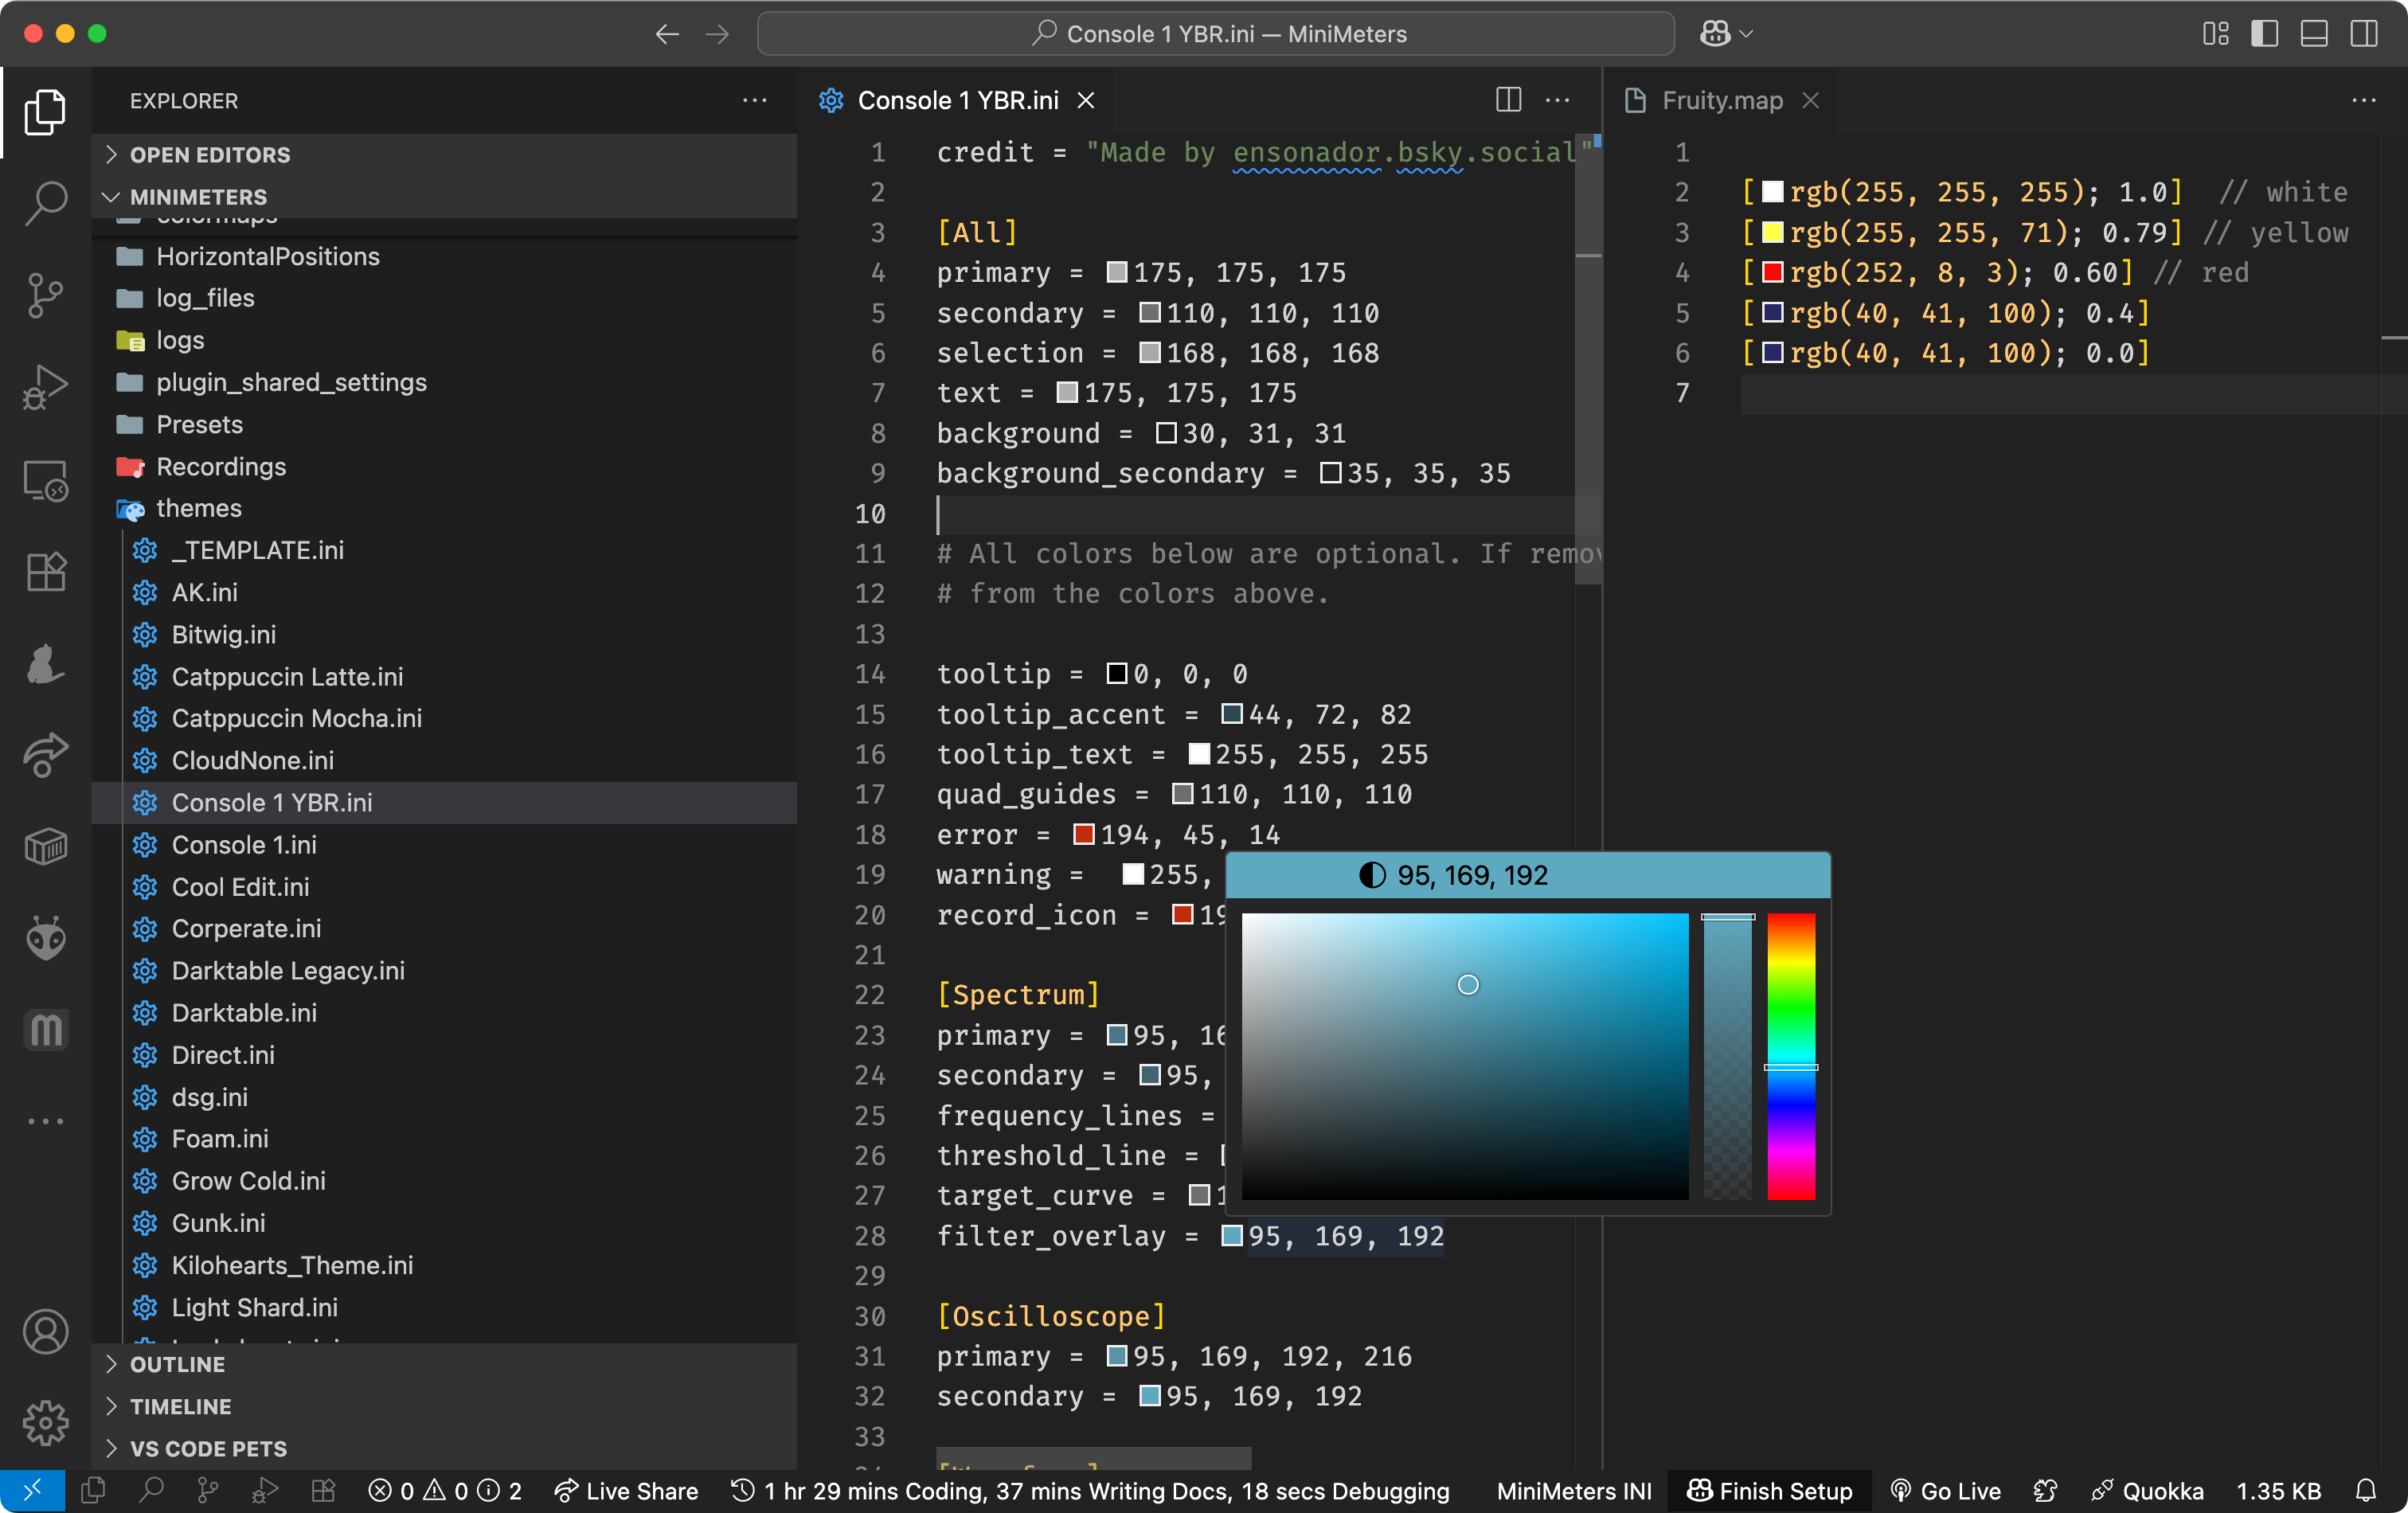 Console 1 YBR.ini — MiniMeters
EXPLORER
OPEN EDITORS
MINIMETERS
colormaps
HorizontalPositions
log_files
logs
plugin_shared_settings
Presets
Recordings
themes
_TEMPLATE.ini
AK.ini
Bitwig.ini
Catppuccin Latte.ini
Catppuccin Mocha.ini
CloudNone.ini
Console 1 YBR.ini
Console 1.ini
Cool Edit.ini
Corperate.ini
Darktable Legacy.ini
Darktable.ini
Direct.ini
dsg.ini
Foam.ini
Grow Cold.ini
Gunk.ini
Kilohearts_Theme.ini
Light Shard.ini
OUTLINE
TIMELINE
VS CODE PETS
Console 1 YBR.ini
1 credit = "Made by ensonador.bsky.social"
2
3 [All]
4 primary = 175, 175, 175
5 secondary = 110, 110, 110
6 selection = 168, 168, 168
7 text = 175, 175, 175
8 background = 30, 31, 31
9 background_secondary = 35, 35, 35
10
11 # All colors below are optional. If remov
12 # from the colors above.
13
14 tooltip = 0, 0, 0
15 tooltip_accent = 44, 72, 82
16 tooltip_text = 255, 255, 255
17 quad_guides = 110, 110, 110
18 error = 194, 45, 14
19 warning = 255,
20 record_icon = 19
21
22 [Spectrum]
23 primary = 95, 16
24 secondary = 95,
25 frequency_lines =
26 threshold_line =
27 target_curve = 1
28 filter_overlay = 95, 169, 192
29
30 [Oscilloscope]
31 primary = 95, 169, 192, 216
32 secondary = 95, 169, 192
33
95, 169, 192
Fruity.map
1
2 [rgb(255, 255, 255); 1.0] // white
3 [rgb(255, 255, 71); 0.79] // yellow
4 [rgb(252, 8, 3); 0.60] // red
5 [rgb(40, 41, 100); 0.4]
6 [rgb(40, 41, 100); 0.0]
7
0 0 2 Live Share 1 hr 29 mins Coding, 37 mins Writing Docs, 18 secs Debugging MiniMeters INI Finish Setup Go Live Quokka 1.35 KB